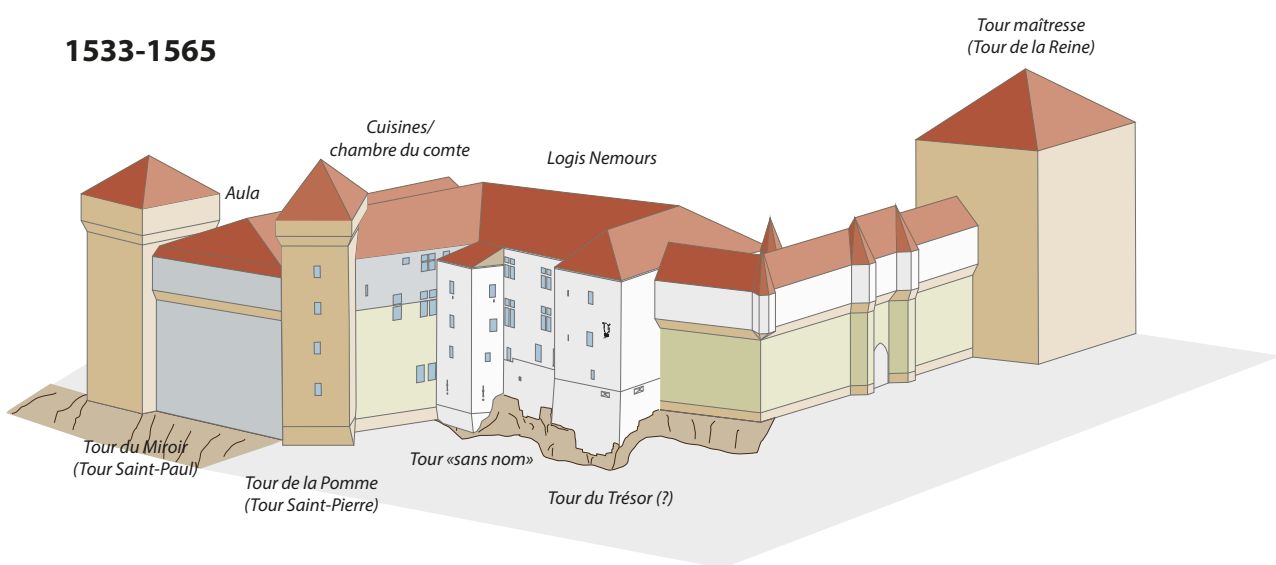 1533-1565
Tour maîtresse
(Tour de la Reine)
Cuisines/
chambre du comte
Logis Nemours
Aula
Tour du Miroir
(Tour Saint-Paul)
Tour «sans nom»
Tour de la Pomme
(Tour Saint-Pierre)
Tour du Trésor (?)